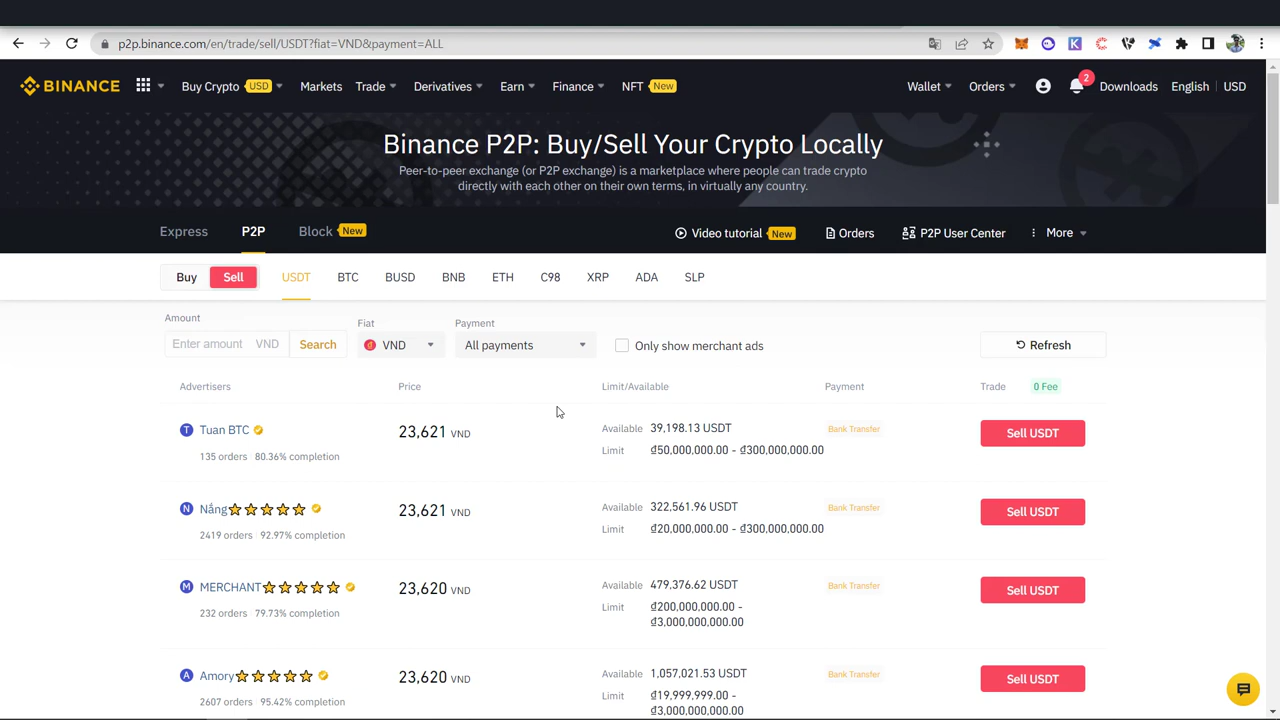 p2p.binance.com/en/trade/sell/USDT?fiat=VND&payment=ALL
BINANCE Buy Crypto USD Markets Trade Derivatives Earn Finance NFT New Wallet Orders 2 Downloads English USD
Binance P2P: Buy/Sell Your Crypto Locally
Peer-to-peer exchange (or P2P exchange) is a marketplace where people can trade crypto
directly with each other on their own terms, in virtually any country.
Express P2P Block New Video tutorial New Orders P2P User Center More
Buy Sell USDT BTC BUSD BNB ETH C98 XRP ADA SLP
Amount Fiat Payment
Enter amount VND Search VND All payments Only show merchant ads Refresh
Advertisers Price Limit/Available Payment Trade 0 Fee
Tuan BTC 23,621 VND Available 39,198.13 USDT Bank Transfer Sell USDT
135 orders 80.36% completion Limit ₫50,000,000.00 - ₫300,000,000.00
N Nắng 23,621 VND Available 322,561.96 USDT Bank Transfer Sell USDT
2419 orders 92.97% completion Limit ₫20,000,000.00 - ₫300,000,000.00
M MERCHANT 23,620 VND Available 479,376.62 USDT Bank Transfer Sell USDT
232 orders 79.73% completion Limit ₫200,000,000.00 -
₫3,000,000,000.00
A Amory 23,620 VND Available 1,057,021.53 USDT Bank Transfer Sell USDT
2607 orders 95.42% completion Limit ₫19,999,999.00 -
₫3,000,000,000.00